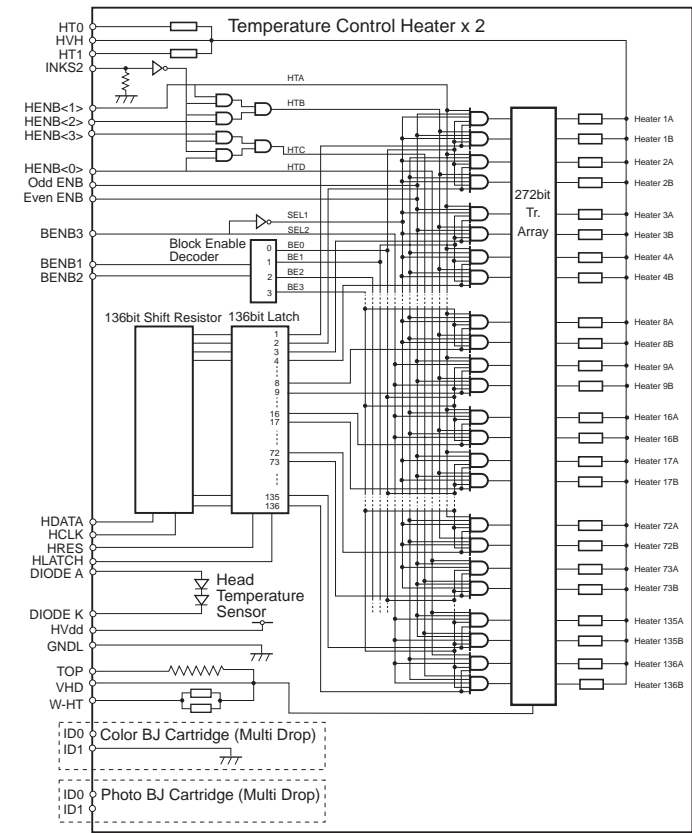 Temperature Control Heater x 2
HT0
HVH
HT1
INKS2
HENB<1>
HENB<2>
HENB<3>
HENB<0>
Odd ENB
Even ENB
BENB3
BENB1
BENB2
HTA
HTB
HTC
HTD
SEL1
SEL2
Block Enable
Decoder
0
1
2
3
BE0
BE1
BE2
BE3
136bit Shift Resistor
136bit Latch
1
2
3
4
8
9
16
17
72
73
135
136
272bit
Tr.
Array
Heater 1A
Heater 1B
Heater 2A
Heater 2B
Heater 3A
Heater 3B
Heater 4A
Heater 4B
Heater 8A
Heater 8B
Heater 9A
Heater 9B
Heater 16A
Heater 16B
Heater 17A
Heater 17B
Heater 72A
Heater 72B
Heater 73A
Heater 73B
Heater 135A
Heater 135B
Heater 136A
Heater 136B
HDATA
HCLK
HRES
HLATCH
DIODE A
DIODE K
Head
Temperature
Sensor
HVdd
GNDL
TOP
VHD
W-HT
ID0
ID1
Color BJ Cartridge (Multi Drop)
ID0
ID1
Photo BJ Cartridge (Multi Drop)